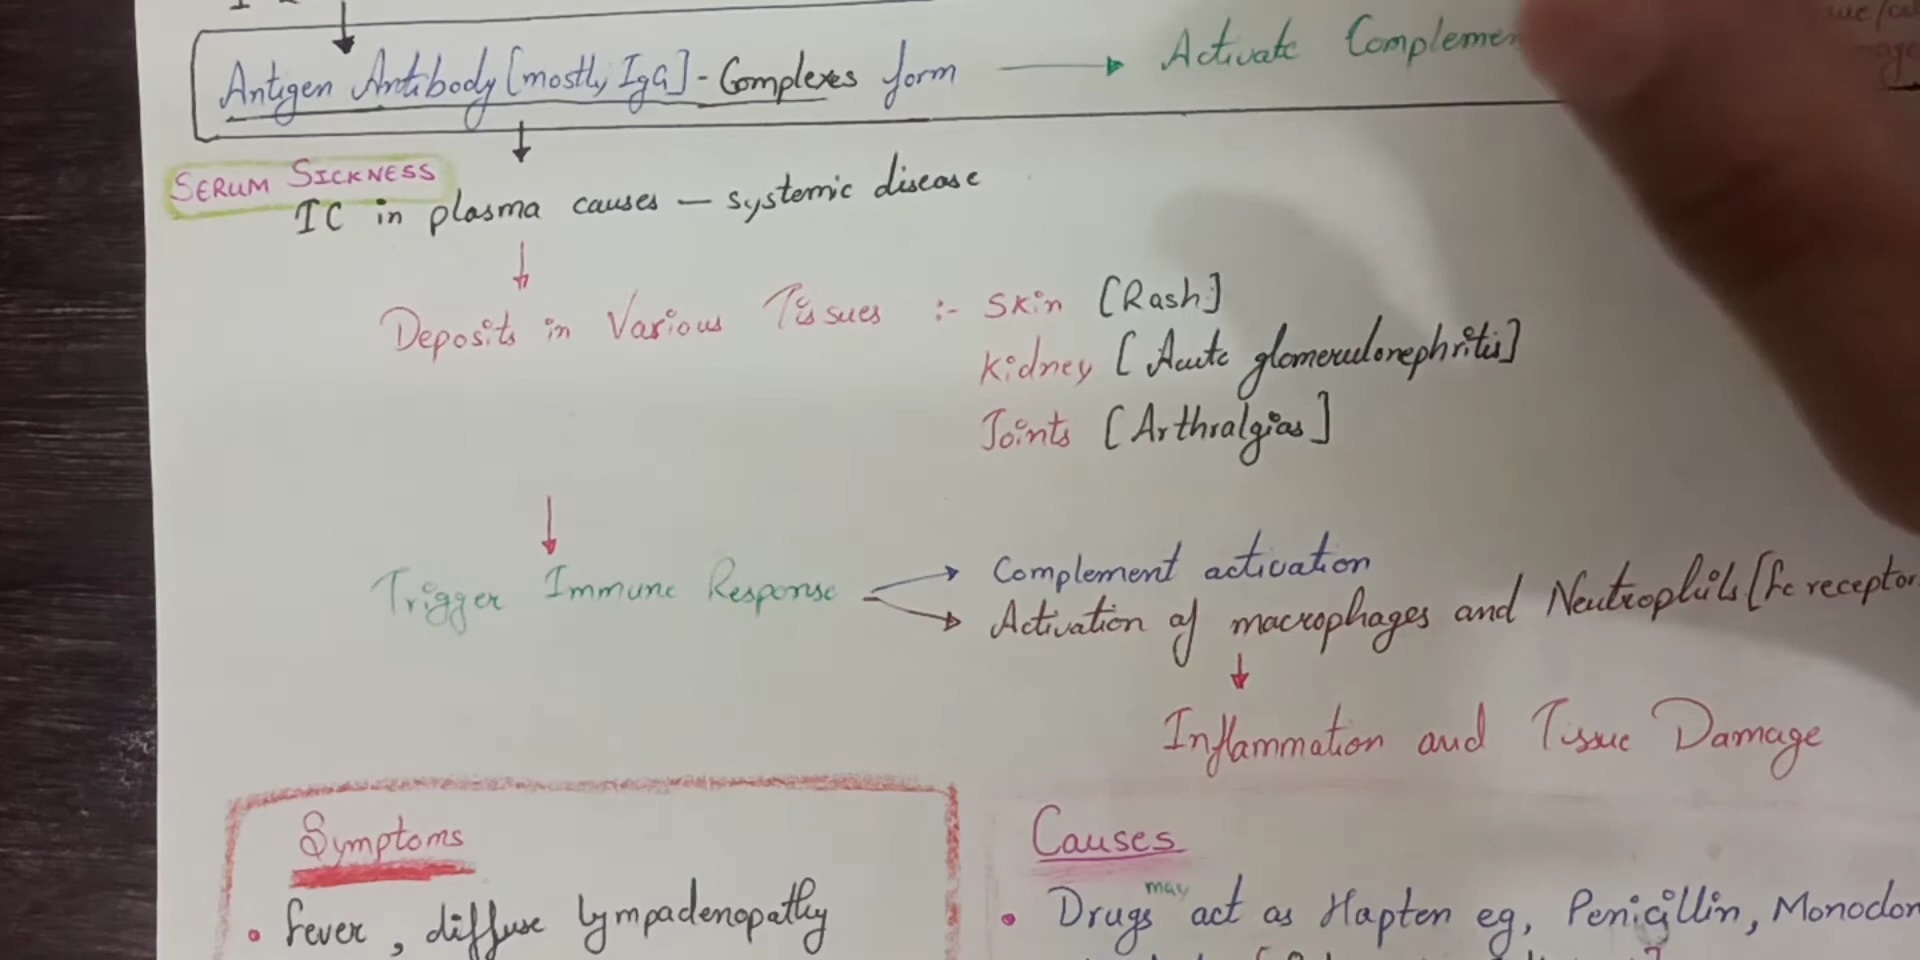 Antigen Antibody [mostly IgG] - Complexes form → Activate
SERUM SICKNESS
IC in plasma causes — systemic disease
Deposits in Various Tissues :- Skin [Rash]
Kidney [Acute glomerulonephritis]
Joints [Arthralgias]
Complement activation
Trigger Immune Response
Activation of macrophages and Neutrophils [Fc receptor
Inflammation and Tissue Damage
Symptoms
Causes
• Fever, diffuse lympadenopathy
may
• Drugs act as Hapten eg, Penicillin,